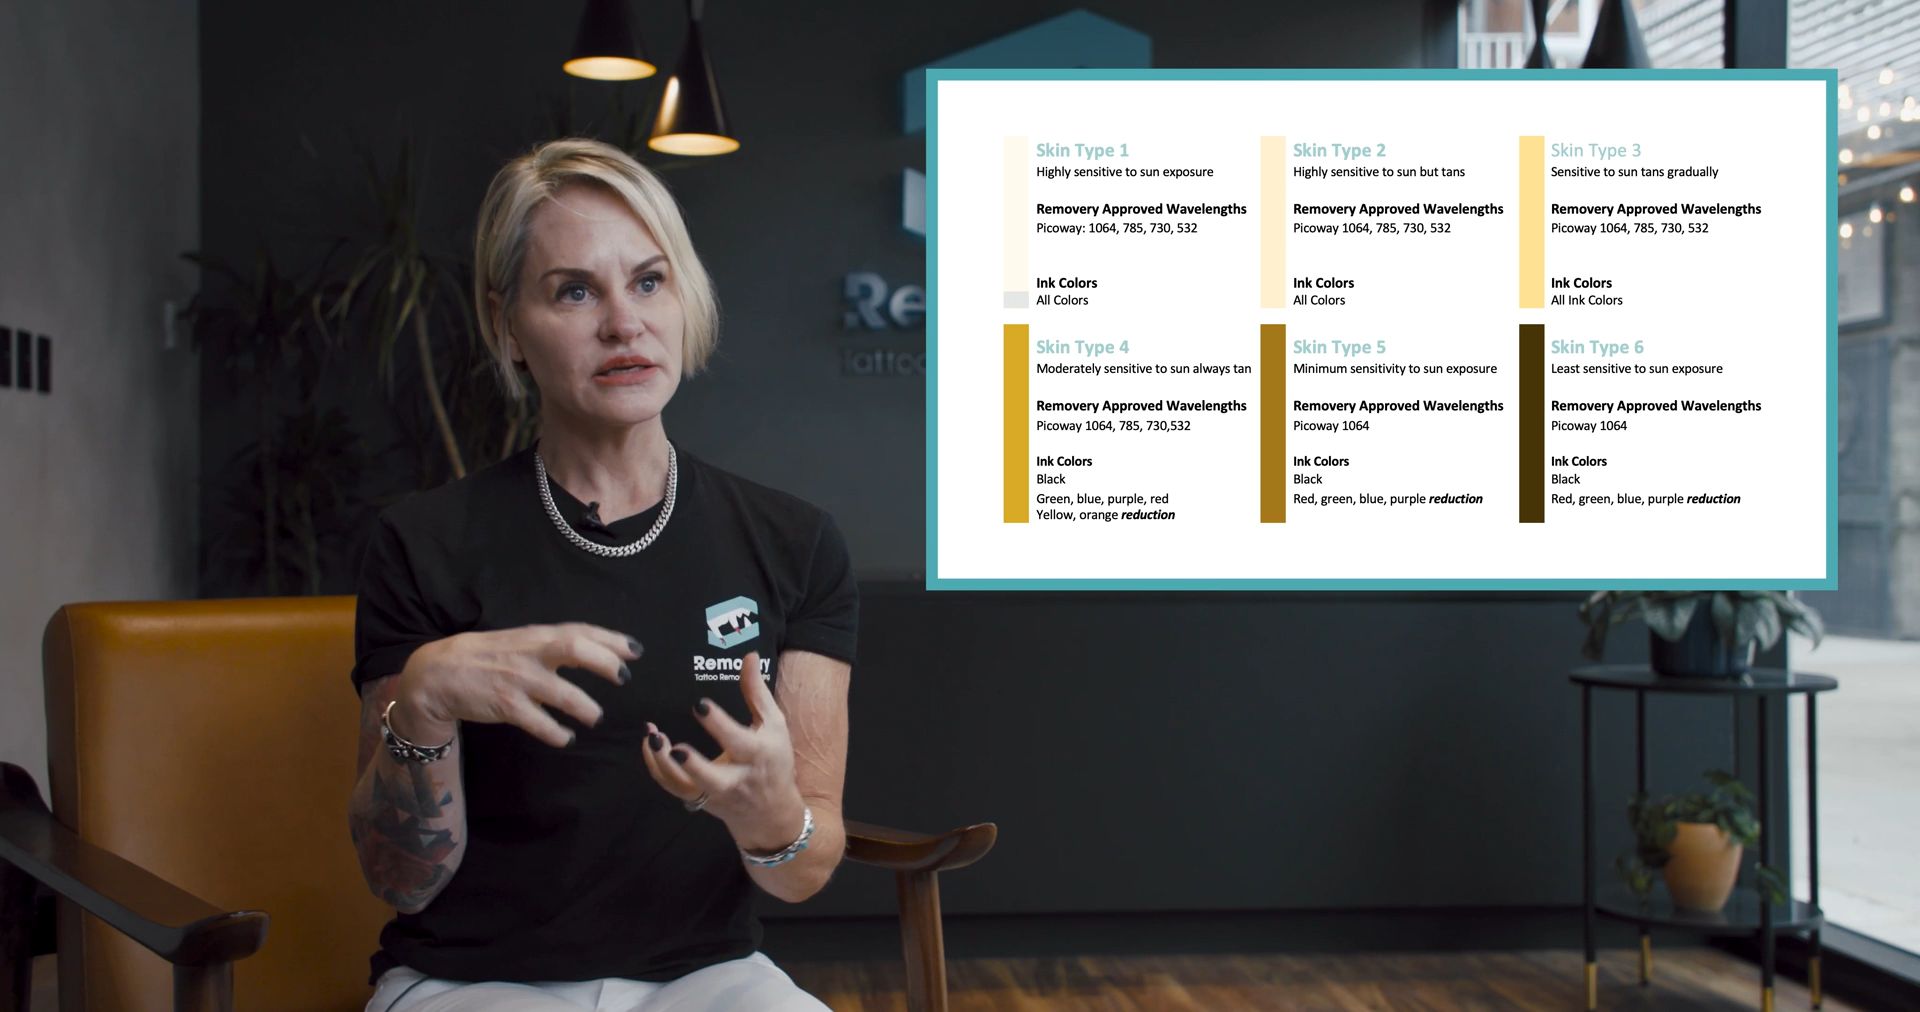 Skin Type 1
Highly sensitive to sun exposure
Removery Approved Wavelengths
Picoway: 1064, 785, 730, 532
Ink Colors
All Colors
Skin Type 2
Highly sensitive to sun but tans
Removery Approved Wavelengths
Picoway 1064, 785, 730, 532
Ink Colors
All Colors
Skin Type 3
Sensitive to sun tans gradually
Removery Approved Wavelengths
Picoway 1064, 785, 730, 532
Ink Colors
All Ink Colors
Skin Type 4
Moderately sensitive to sun always tan
Removery Approved Wavelengths
Picoway 1064, 785, 730,532
Ink Colors
Black
Green, blue, purple, red
Yellow, orange reduction
Skin Type 5
Minimum sensitivity to sun exposure
Removery Approved Wavelengths
Picoway 1064
Ink Colors
Black
Red, green, blue, purple reduction
Skin Type 6
Least sensitive to sun exposure
Removery Approved Wavelengths
Picoway 1064
Ink Colors
Black
Red, green, blue, purple reduction
Re
Tattoo
Removery
Tattoo